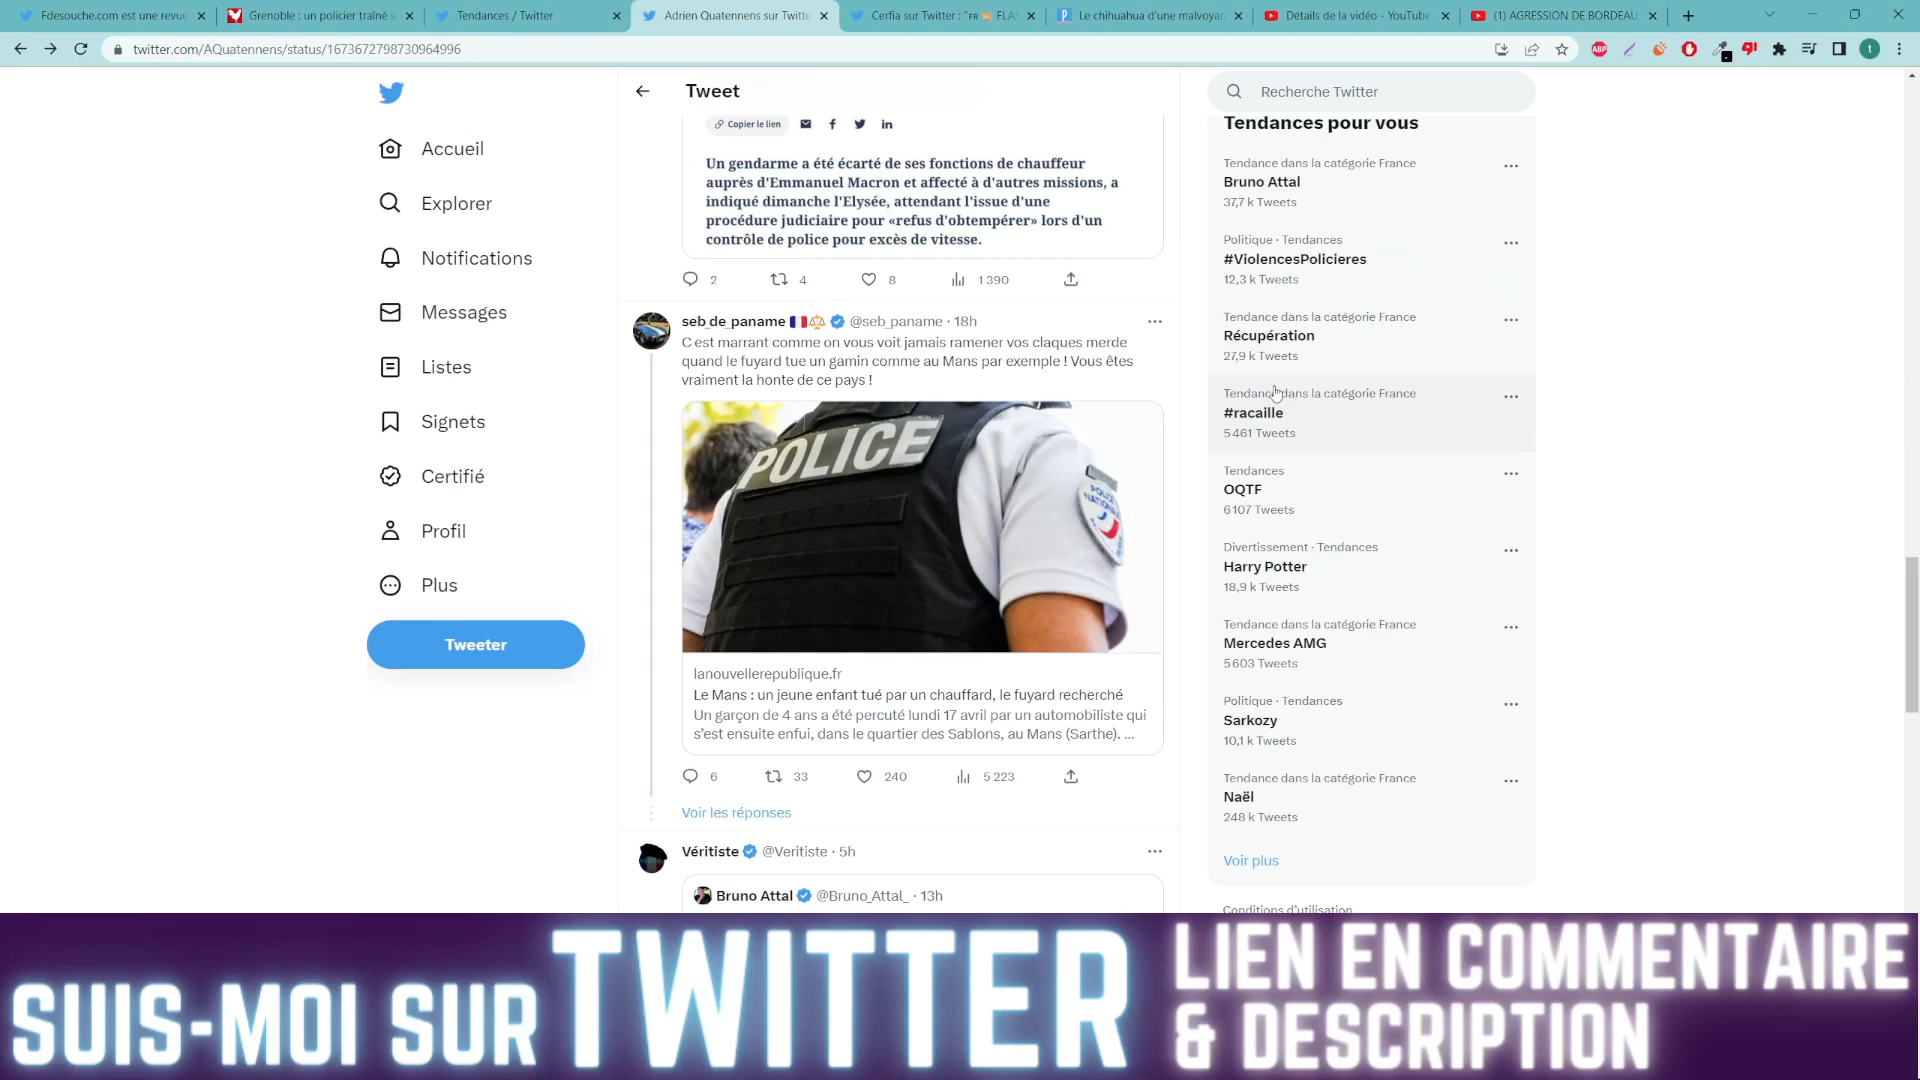 Fdesouche.com est une revue
Grenoble : un policier traîné s
Tendances / Twitter
Adrien Quatennens sur Twitte
Cerfia sur Twitter : "FR FLAS
Le chihuahua d'une malvoyan
Détails de la vidéo - YouTube
(1) AGRESSION DE BORDEAU
twitter.com/AQuatennens/status/1673672798730964996
ABP
t
Tweet
Recherche Twitter
Accueil
Explorer
Notifications
Messages
Listes
Signets
Certifié
Profil
Plus
Tweeter
Copier le lien
Un gendarme a été écarté de ses fonctions de chauffeur
auprès d'Emmanuel Macron et affecté à d'autres missions, a
indiqué dimanche l'Elysée, attendant l'issue d'une
procédure judiciaire pour «refus d'obtempérer» lors d'un
contrôle de police pour excès de vitesse.
2 4 8 1 390
seb_de_paname @seb_paname · 18h
C est marrant comme on vous voit jamais ramener vos claques merde
quand le fuyard tue un gamin comme au Mans par exemple ! Vous êtes
vraiment la honte de ce pays !
POLICE
POLICE
NATIONALE
lanouvellerepublique.fr
Le Mans : un jeune enfant tué par un chauffard, le fuyard recherché
Un garçon de 4 ans a été percuté lundi 17 avril par un automobiliste qui
s'est ensuite enfui, dans le quartier des Sablons, au Mans (Sarthe). ...
6 33 240 5 223
Voir les réponses
Véritiste @Veritiste · 5h
Bruno Attal @Bruno_Attal_ · 13h
Tendances pour vous
Tendance dans la catégorie France
Bruno Attal
37,7 k Tweets
Politique · Tendances
#ViolencesPolicieres
12,3 k Tweets
Tendance dans la catégorie France
Récupération
27,9 k Tweets
Tendance dans la catégorie France
#racaille
5 461 Tweets
Tendances
OQTF
6 107 Tweets
Divertissement · Tendances
Harry Potter
18,9 k Tweets
Tendance dans la catégorie France
Mercedes AMG
5 603 Tweets
Politique · Tendances
Sarkozy
10,1 k Tweets
Tendance dans la catégorie France
Naël
248 k Tweets
Voir plus
Conditions d'utilisation
SUIS-MOI SUR TWITTER
LIEN EN COMMENTAIRE
& DESCRIPTION